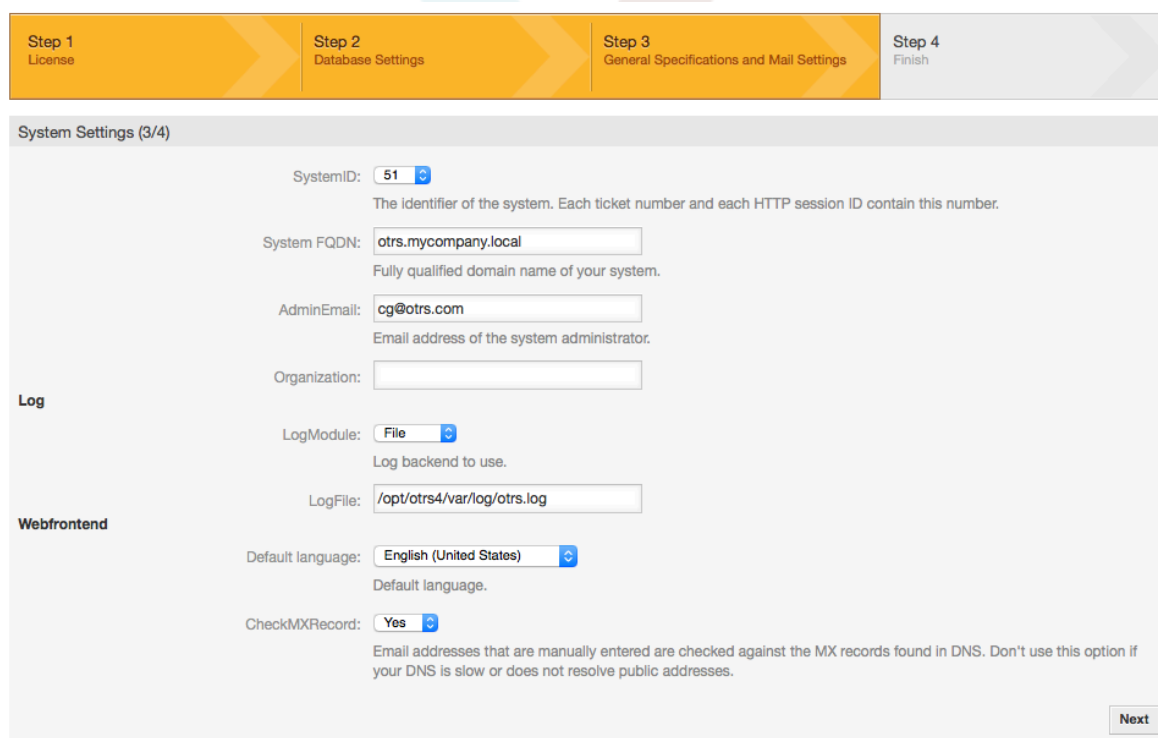 Step 1
License
Step 2
Database Settings
Step 3
General Specifications and Mail Settings
Step 4
Finish
System Settings (3/4)
SystemID: 51
The identifier of the system. Each ticket number and each HTTP session ID contain this number.
System FQDN: otrs.mycompany.local
Fully qualified domain name of your system.
AdminEmail: cg@otrs.com
Email address of the system administrator.
Organization:
Log
LogModule: File
Log backend to use.
LogFile: /opt/otrs4/var/log/otrs.log
Webfrontend
Default language: English (United States)
Default language.
CheckMXRecord: Yes
Email addresses that are manually entered are checked against the MX records found in DNS. Don't use this option if
your DNS is slow or does not resolve public addresses.
Next